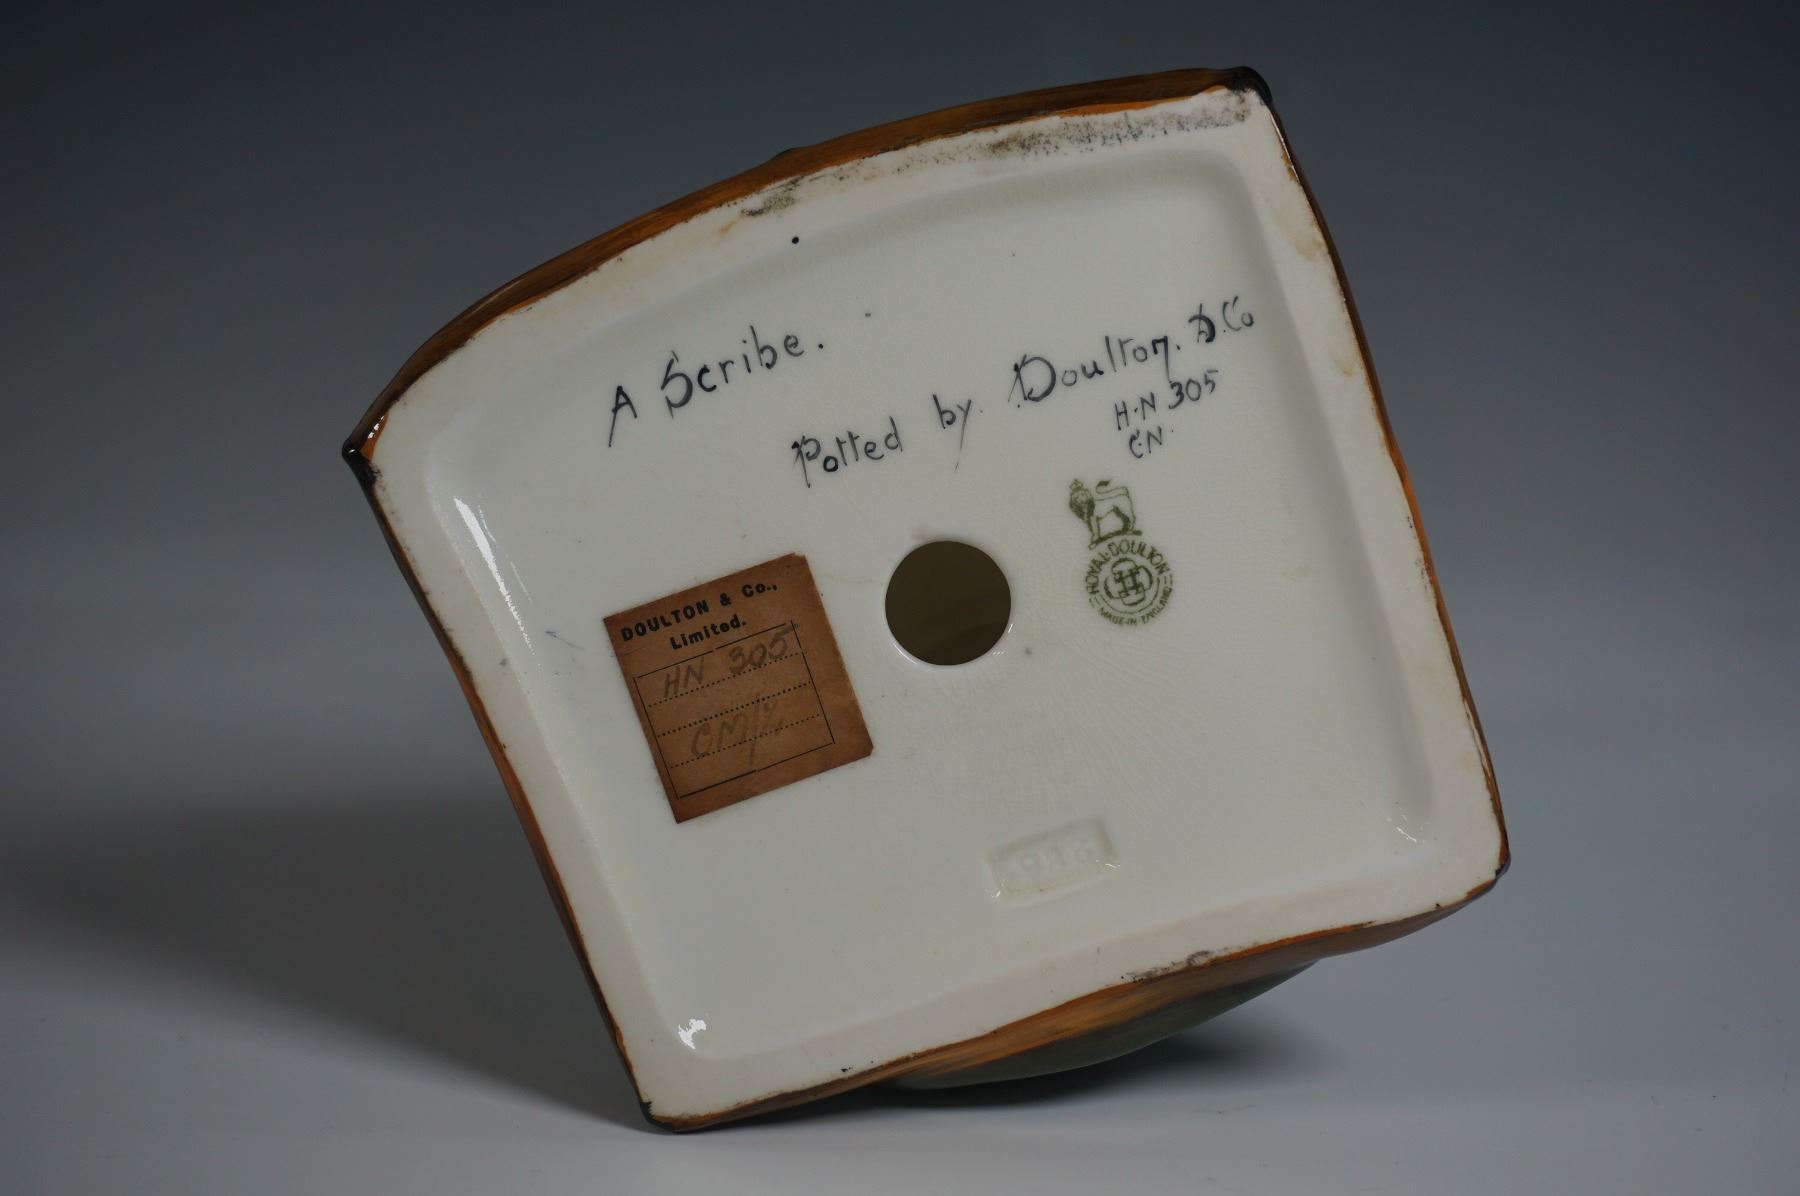 A Scribe.
Potted by. Doulton. & Co
H.N 305
C.N.
ROYAL·DOULTON
MADE·IN·ENGLAND
DOULTON & Co.,
Limited.
HN 305